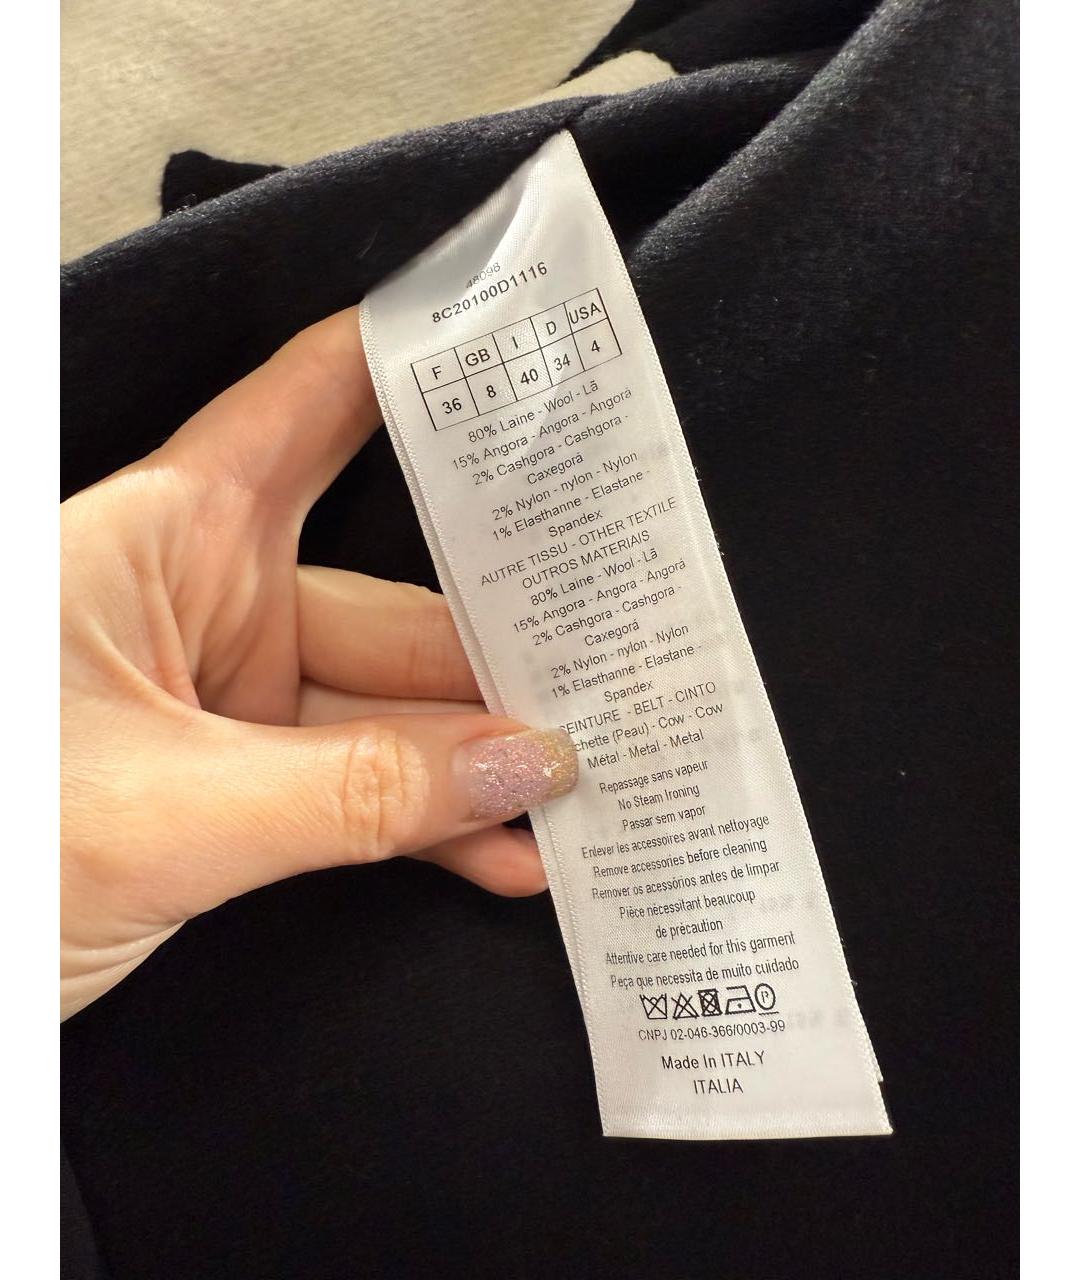 48098
8C20100D1116
F GB I D USA
36 8 40 34 4
80% Laine - Wool - Lã
15% Angora - Angora - Angorá
2% Cashgora - Cashgora -
Caxegorá
2% Nylon - nylon - Nylon
1% Elasthanne - Elastane -
Spandex
AUTRE TISSU - OTHER TEXTILE
OUTROS MATERIAIS
80% Laine - Wool - Lã
15% Angora - Angora - Angorá
2% Cashgora - Cashgora -
Caxegorá
2% Nylon - nylon - Nylon
1% Elasthanne - Elastane -
Spandex
- BELT - CINTO
(Peau) - Cow - Cow
Métal - Metal - Metal
Repassage sans vapeur
No Steam Ironing
Passar sem vapor
Enlever les accessoires avant nettoyage
Remove accessories before cleaning
Remover os acessórios antes de limpar
Pièce nécessitant beaucoup
de précaution
Attentive care needed for this garment
Peça que necessita de muito cuidado
P
CNPJ 02-046-366/0003-99
Made In ITALY
ITALIA